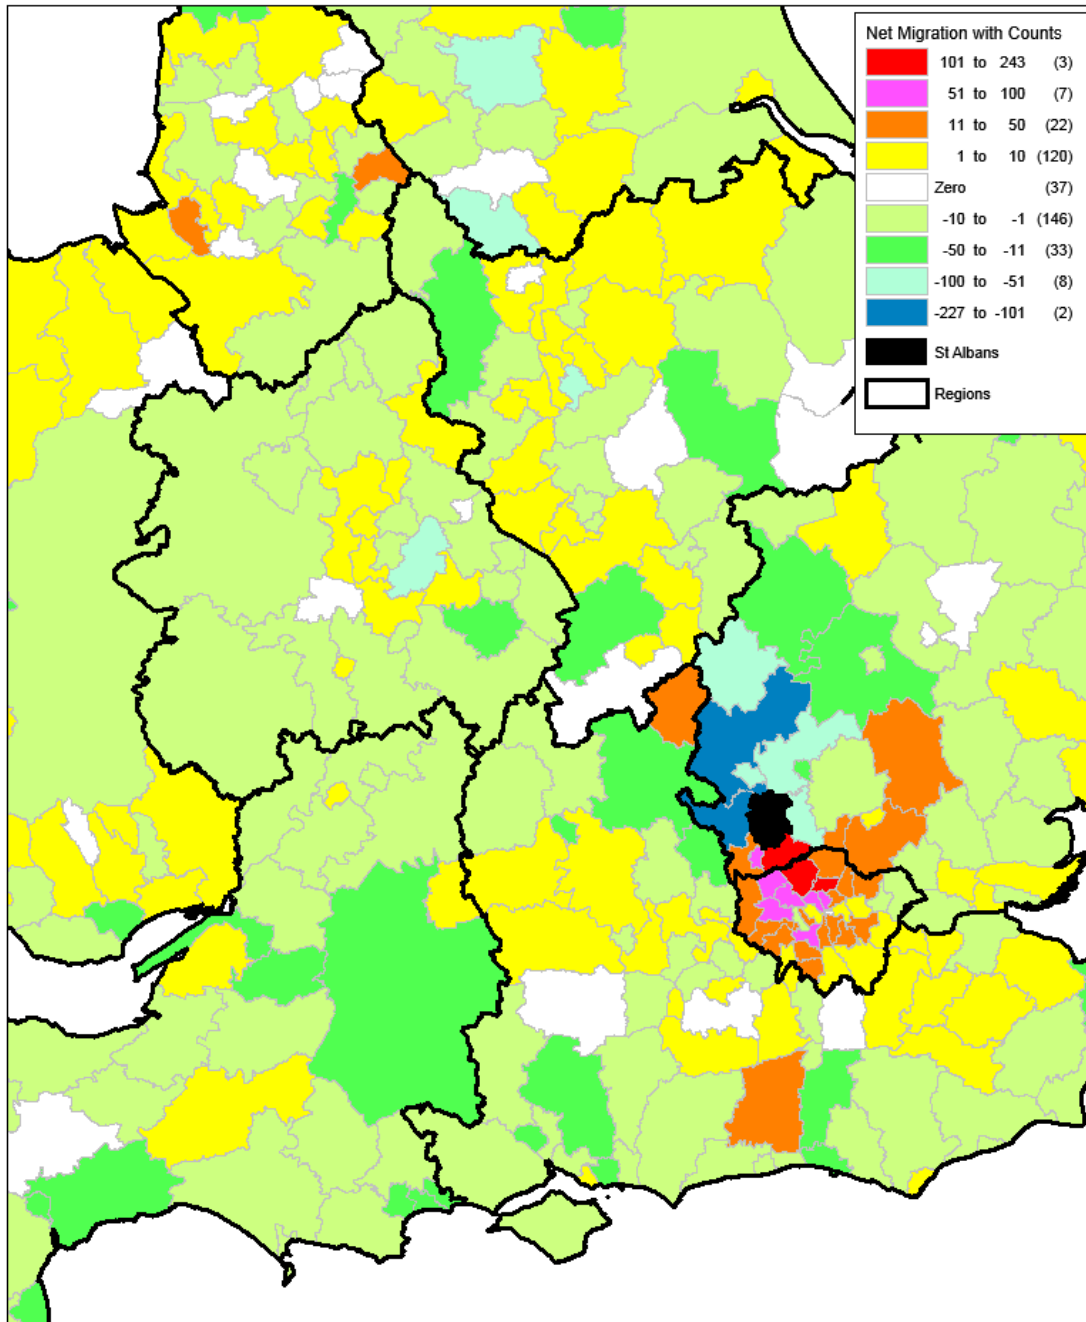 Net Migration with Counts
101 to 243 (3)
51 to 100 (7)
11 to 50 (22)
1 to 10 (120)
Zero (37)
-10 to -1 (146)
-50 to -11 (33)
-100 to -51 (8)
-227 to -101 (2)
St Albans
Regions